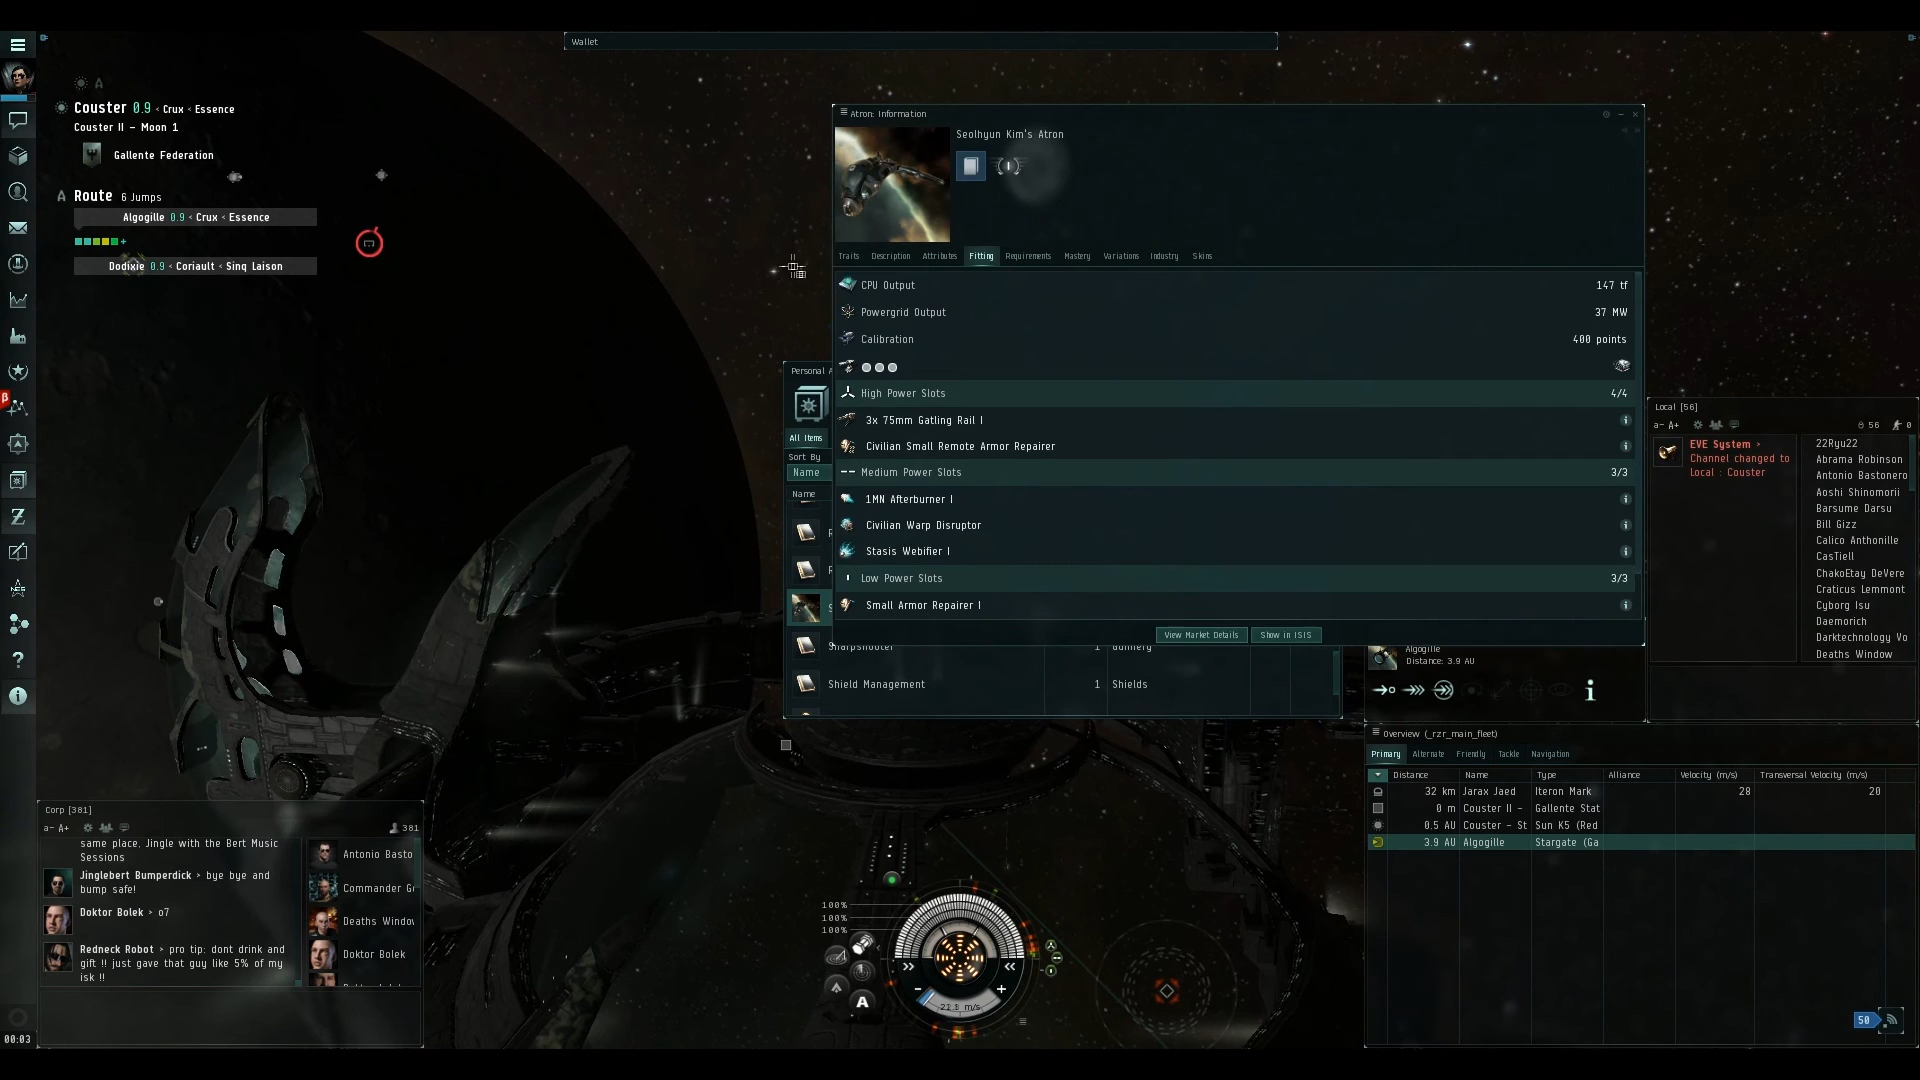 Wallet
Couster 0.9 < Crux < Essence
Couster II - Moon 1
Gallente Federation
Route 6 Jumps
Algogille 0.9 < Crux < Essence
Dodixie 0.9 < Coriault < Sinq Laison
Atron: Information
Seolhyun Kim's Atron
Traits Description Attributes Fitting Requirements Mastery Variations Industry Skins
CPU Output 147 tf
Powergrid Output 37 MW
Calibration 400 points
High Power Slots 4/4
3x 75mm Gatling Rail I
Civilian Small Remote Armor Repairer
Medium Power Slots 3/3
1MN Afterburner I
Civilian Warp Disruptor
Stasis Webifier I
Low Power Slots 3/3
Small Armor Repairer I
View Market Details Show in ISIS
Personal A
All Items
Sort By
Name
Name
Sharpshooter 1 Gunnery
Shield Management 1 Shields
Algogille
Distance: 3.9 AU
Local [56]
a- A+ 56 0
EVE System >
Channel changed to
Local : Couster
22Ryu22
Abrama Robinson
Antonio Bastonero
Aoshi Shinomorii
Barsume Darsu
Bill Gizz
Calico Anthonille
CasTiell
ChakoEtay DeVere
Craticus Lemmont
Cyborg Isu
Daemorich
Darktechnology Vo
Deaths Window
Overview (_rzr_main_fleet)
Primary Alternate Friendly Tackle Navigation
Distance Name Type Alliance Velocity (m/s) Transversal Velocity (m/s)
32 km Jarax Jaed Iteron Mark 28 20
0 m Couster II - Gallente Stat
0.5 AU Couster - St Sun K5 (Red
3.9 AU Algogille Stargate (Ga
Corp [381]
a- A+ 381
same place, Jingle with the Bert Music
Sessions
Jinglebert Bumperdick > bye bye and
bump safe!
Doktor Bolek > o7
Redneck Robot > pro tip: dont drink and
gift !! just gave that guy like 5% of my
isk !!
Antonio Basto
Commander Gr
Deaths Window
Doktor Bolek
100%
100%
100%
A
50
00:03